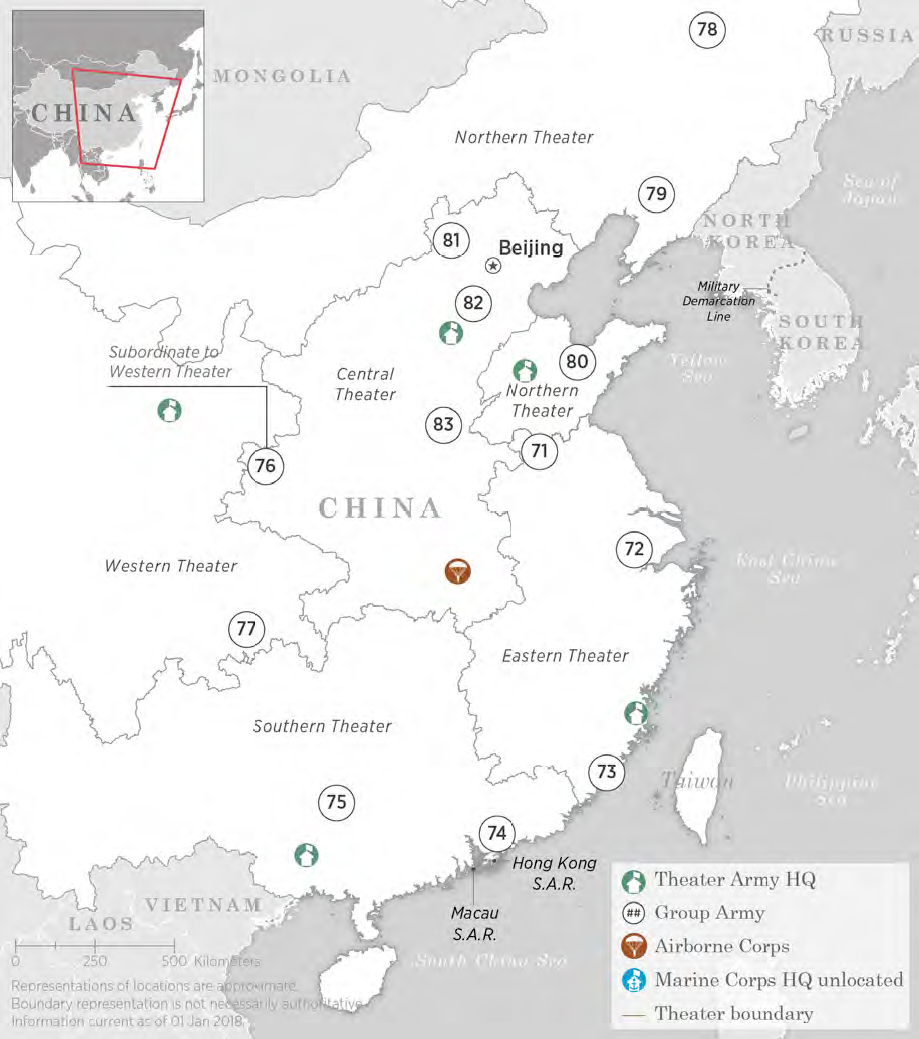 78
RUSSIA
MONGOLIA
CHINA
Northern Theater
Sea of
Japan
79
NORTH
KOREA
81
Beijing
Military
Demarcation
Line
82
SOUTH
KOREA
Subordinate to
Western Theater
80
Yellow
Sea
Central
Theater
Northern
Theater
83
71
76
CHINA
72
East China
Sea
Western Theater
77
Eastern Theater
Southern Theater
73
Taiwan
Philippine
Sea
75
74
Hong Kong
S.A.R.
Macau
S.A.R.
VIETNAM
LAOS
0 250 500 Kilometers
South China Sea
Representations of locations are approximate.
Boundary representation is not necessarily authoritative.
Information current as of 01 Jan 2018.
Theater Army HQ
## Group Army
Airborne Corps
Marine Corps HQ unlocated
Theater boundary